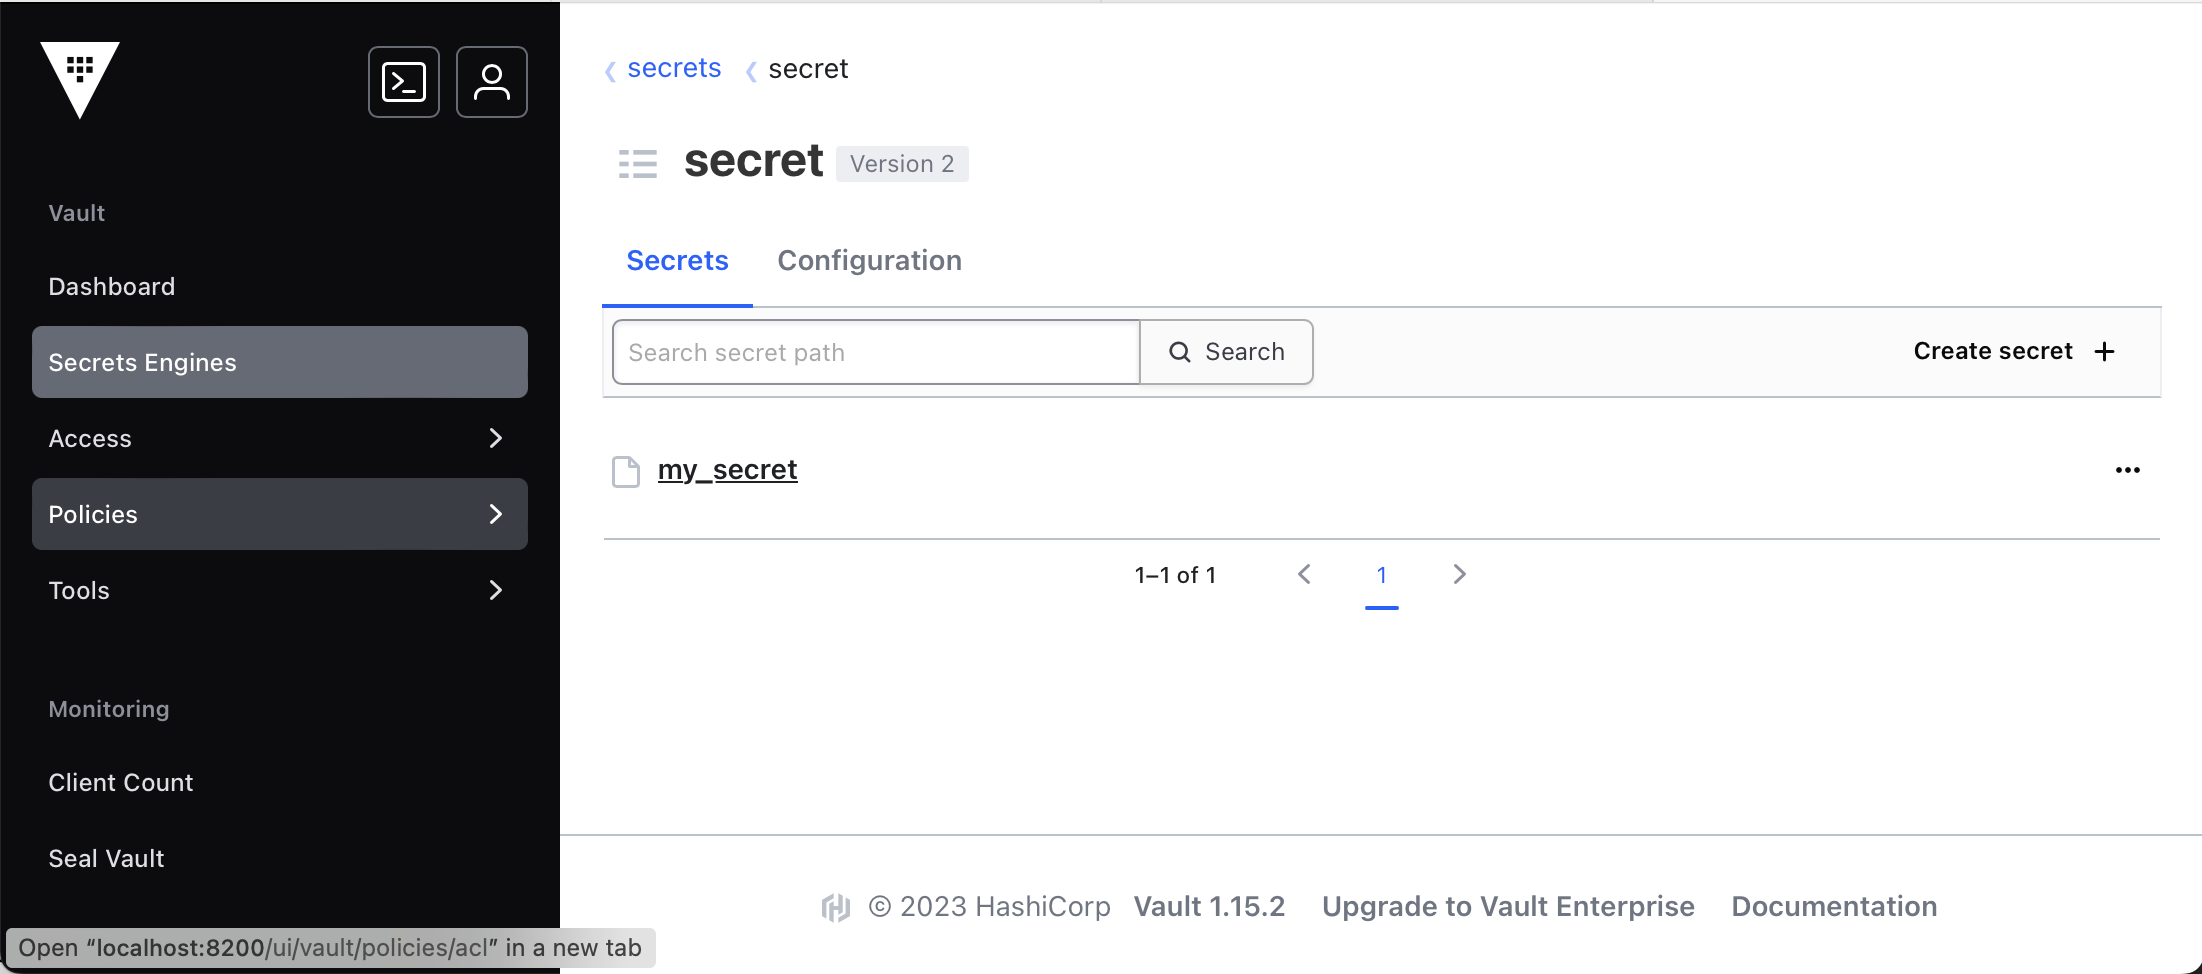 Vault
Dashboard
Secrets Engines
Access
Policies
Tools
Monitoring
Client Count
Seal Vault
secrets secret
secret Version 2
Secrets Configuration
Search secret path Search Create secret
my_secret
1–1 of 1 1
© 2023 HashiCorp Vault 1.15.2 Upgrade to Vault Enterprise Documentation
Open “localhost:8200/ui/vault/policies/acl” in a new tab